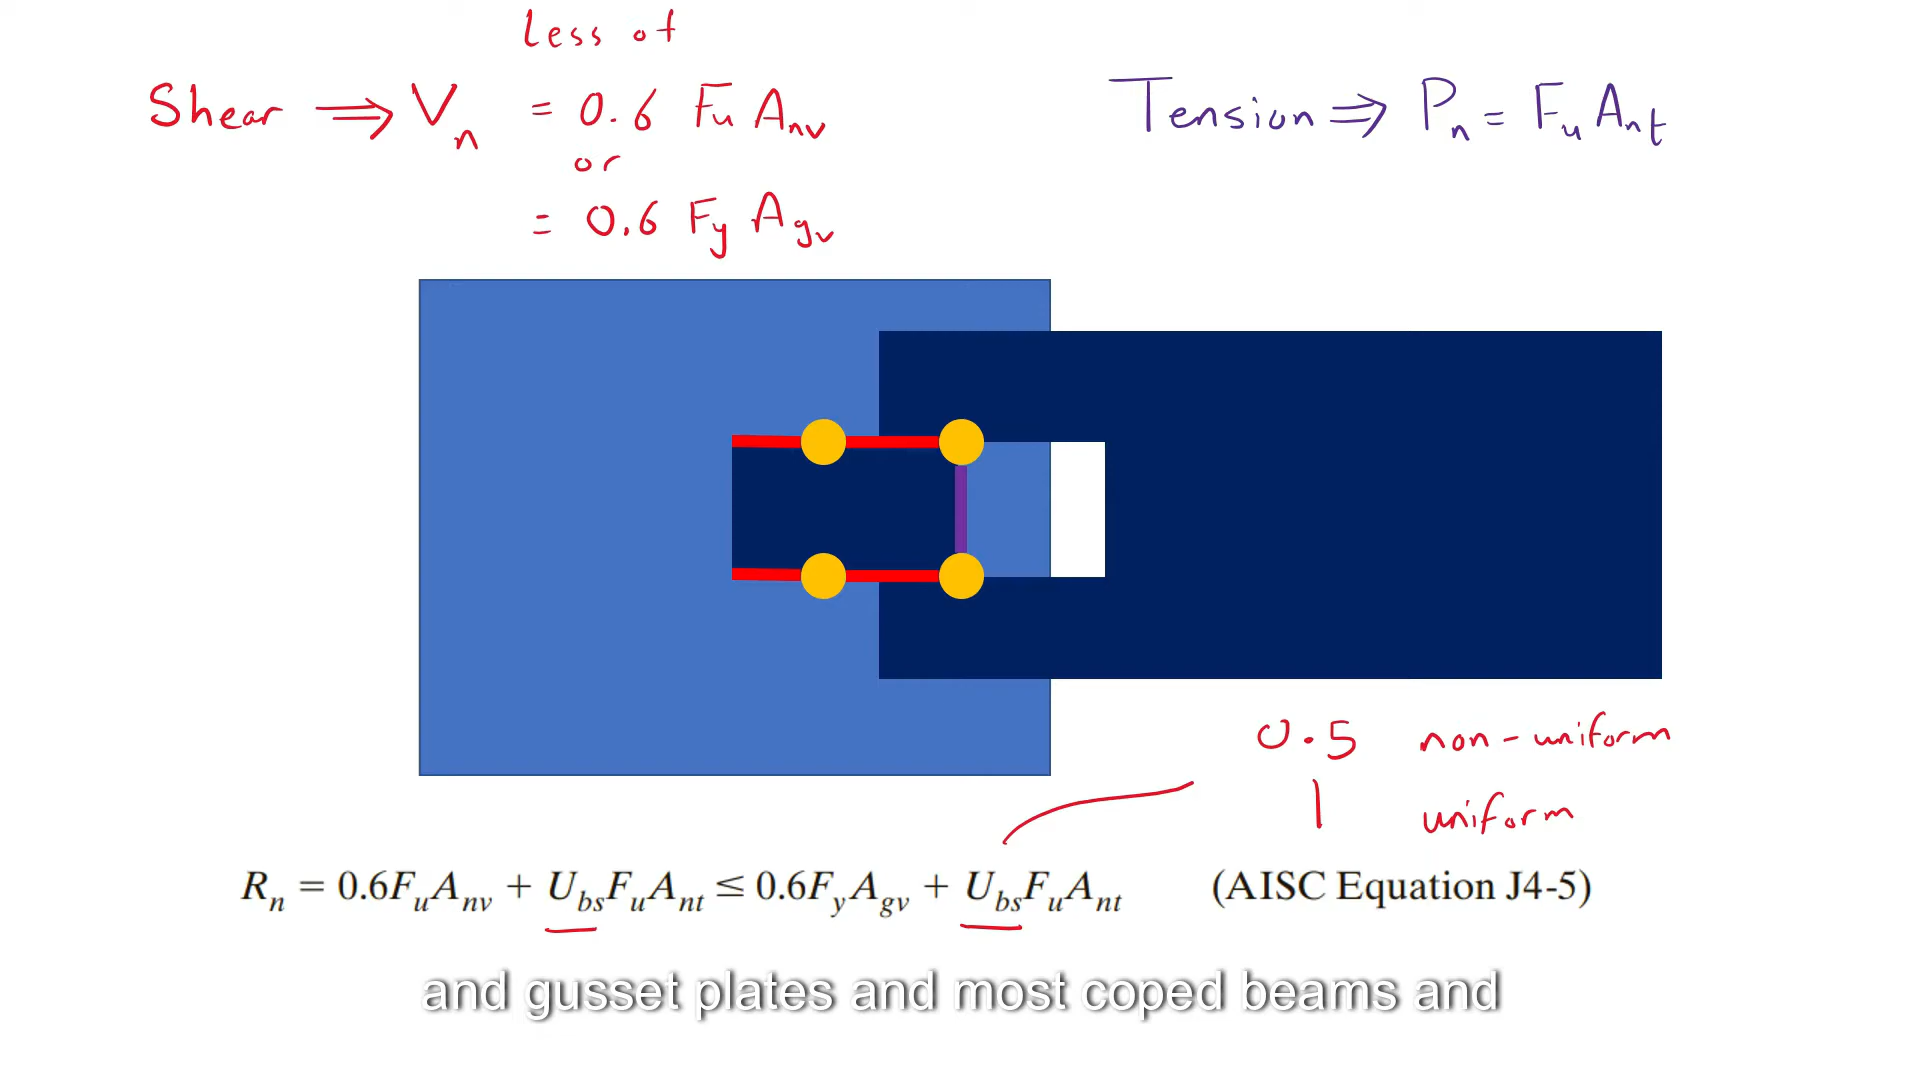 Less of
Shear ⇒ Vn = 0.6 Fu Anv
or
= 0.6 Fy Agv
Tension ⇒ Pn = Fu Ant
0.5 non-uniform
1 uniform
Rn = 0.6FuAnv + UbsFuAnt ≤ 0.6FyAgv + UbsFuAnt (AISC Equation J4-5)
and gusset plates and most coped beams and